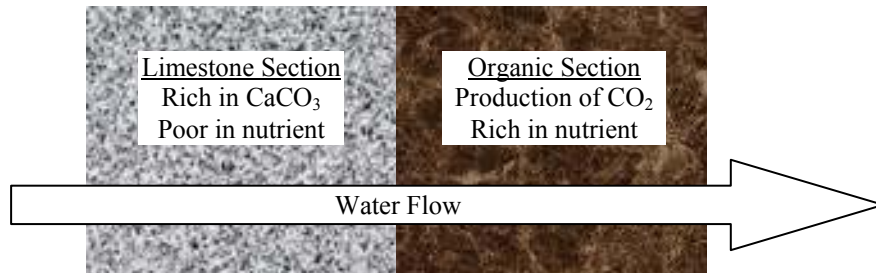 Limestone Section
Rich in CaCO₃
Poor in nutrient
Organic Section
Production of CO₂
Rich in nutrient
Water Flow